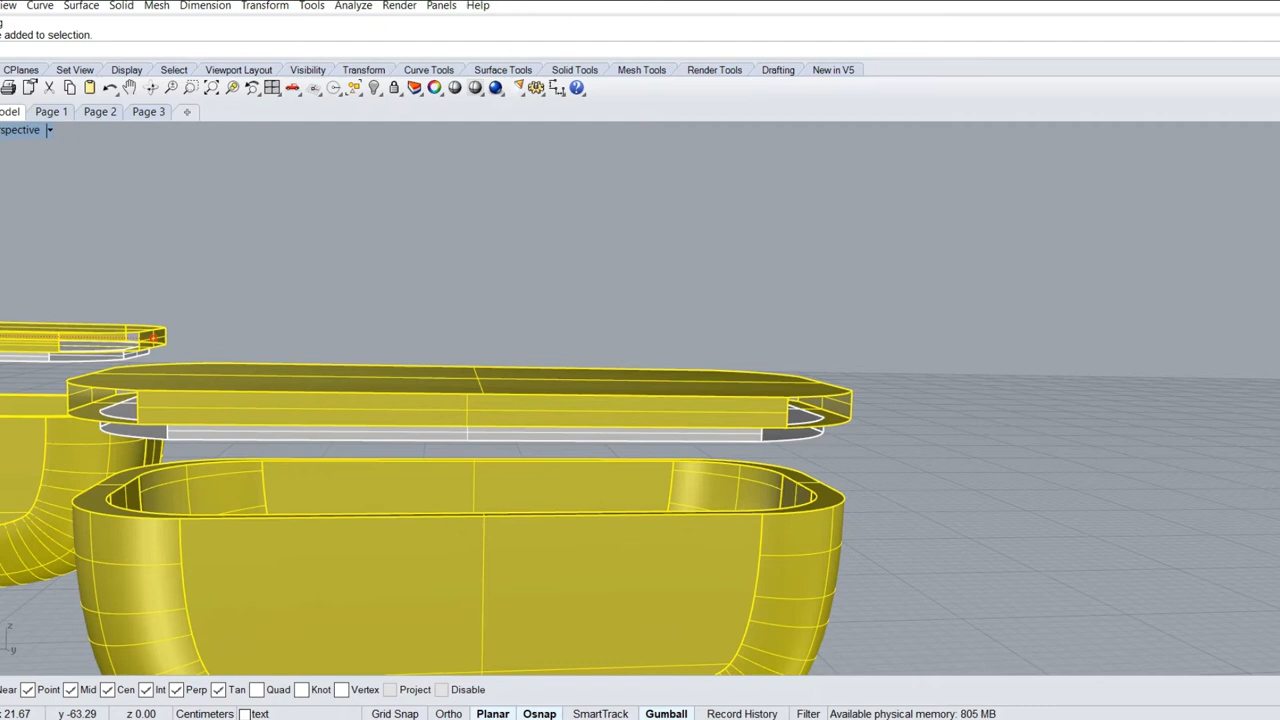 iew Curve Surface Solid Mesh Dimension Transform Tools Analyze Render Panels Help
g
e added to selection.
CPlanes Set View Display Select Viewport Layout Visibility Transform Curve Tools Surface Tools Solid Tools Mesh Tools Render Tools Drafting New in V5
odel Page 1 Page 2 Page 3
rspective
z
y
Near Point Mid Cen Int Perp Tan Quad Knot Vertex Project Disable
x 21.67 y -63.29 z 0.00 Centimeters text Grid Snap Ortho Planar Osnap SmartTrack Gumball Record History Filter Available physical memory: 805 MB